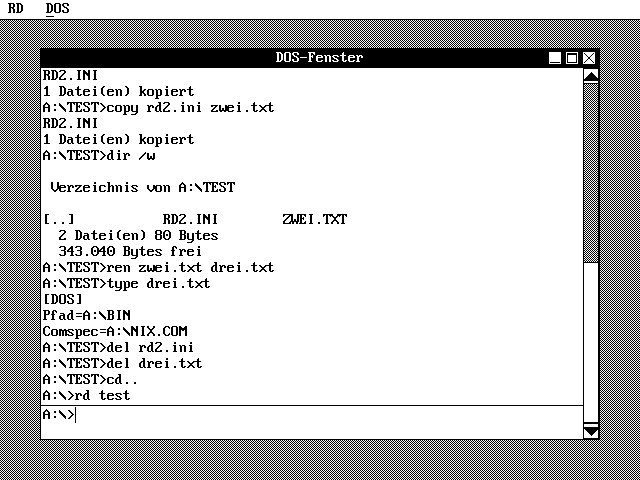 RD DOS
DOS-Fenster
RD2.INI
1 Datei(en) kopiert
A:\TEST>copy rd2.ini zwei.txt
RD2.INI
1 Datei(en) kopiert
A:\TEST>dir /w
Verzeichnis von A:\TEST
[..] RD2.INI ZWEI.TXT
2 Datei(en) 80 Bytes
343.040 Bytes frei
A:\TEST>ren zwei.txt drei.txt
A:\TEST>type drei.txt
[DOS]
Pfad=A:\BIN
Comspec=A:\NIX.COM
A:\TEST>del rd2.ini
A:\TEST>del drei.txt
A:\TEST>cd..
A:\>rd test
A:\>